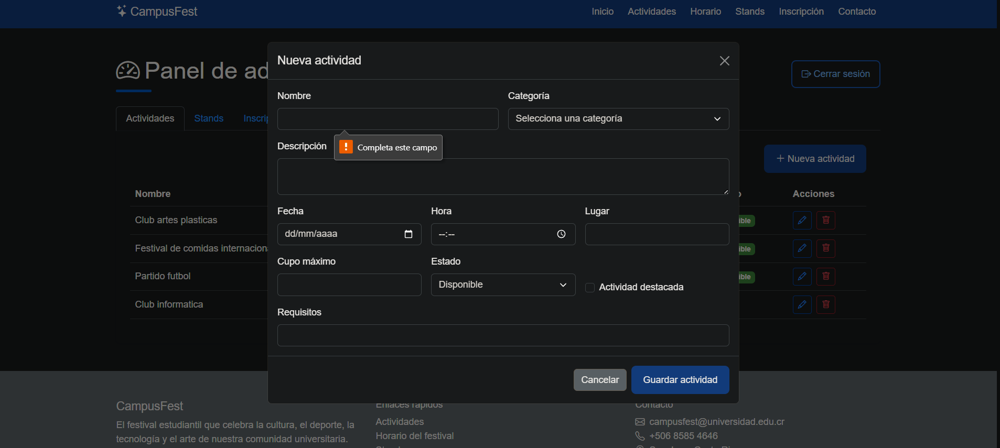 CampusFest
Inicio Actividades Horario Stands Inscripción Contacto
Nueva actividad
Panel de ad
Cerrar sesión
Nombre Categoría
Selecciona una categoría
Actividades Stands Inscrip
Completa este campo
Descripción
Nueva actividad
Nombre Acciones
Fecha Hora Lugar
Club artes plasticas
dd/mm/aaaa --:--
ible
Festival de comidas internacion
ible
Cupo máximo Estado
Partido futbol
ible
Disponible
Actividad destacada
Club informatica
Requisitos
Cancelar Guardar actividad
CampusFest
Enlaces rápidos
Contacto
El festival estudiantil que celebra la cultura, el deporte, la
tecnología y el arte de nuestra comunidad universitaria.
Actividades
Horario del festival
campusfest@universidad.edu.cr
+506 8585 4646